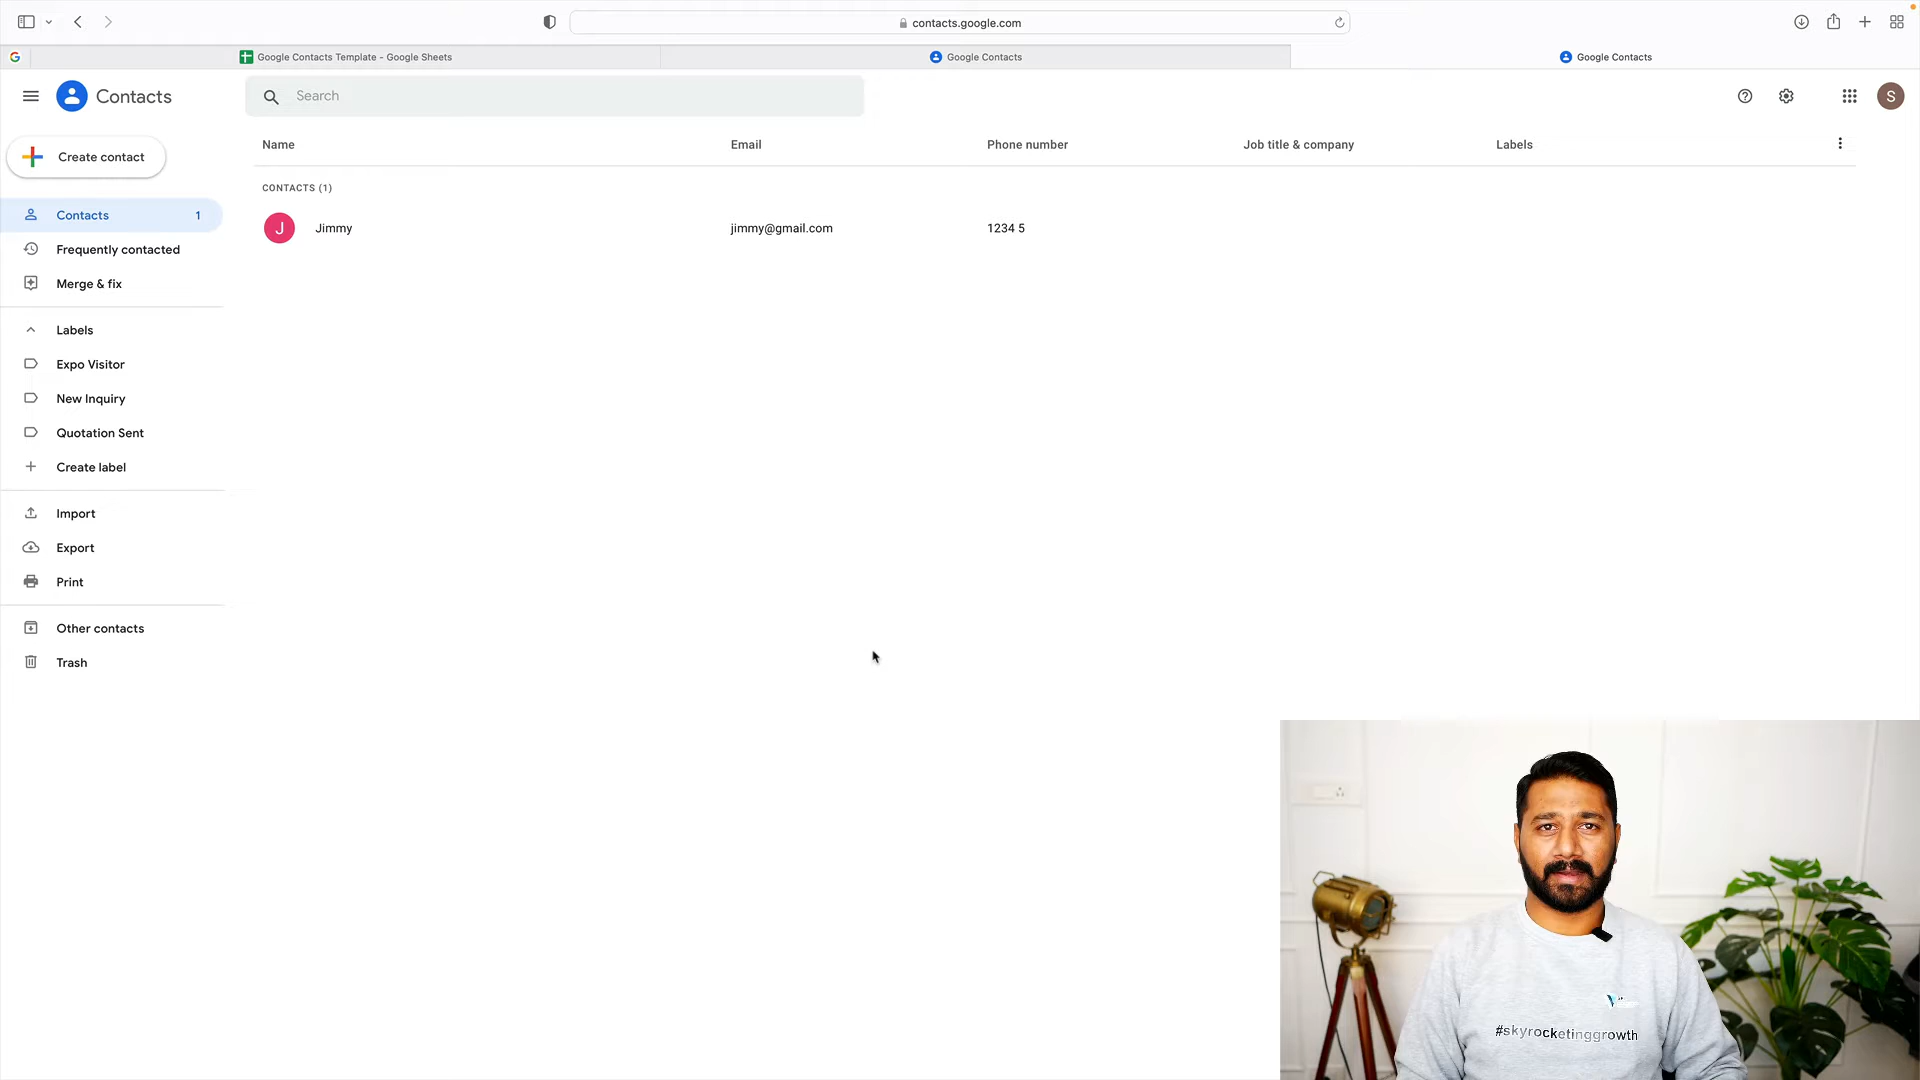 contacts.google.com
Google Contacts Template - Google Sheets
Google Contacts
Google Contacts
Contacts
Search
S
Create contact
Name
Email
Phone number
Job title & company
Labels
CONTACTS (1)
Contacts
1
J
Jimmy
jimmy@gmail.com
1234 5
Frequently contacted
Merge & fix
Labels
Expo Visitor
New Inquiry
Quotation Sent
Create label
Import
Export
Print
Other contacts
Trash
#skyrocketinggrowth